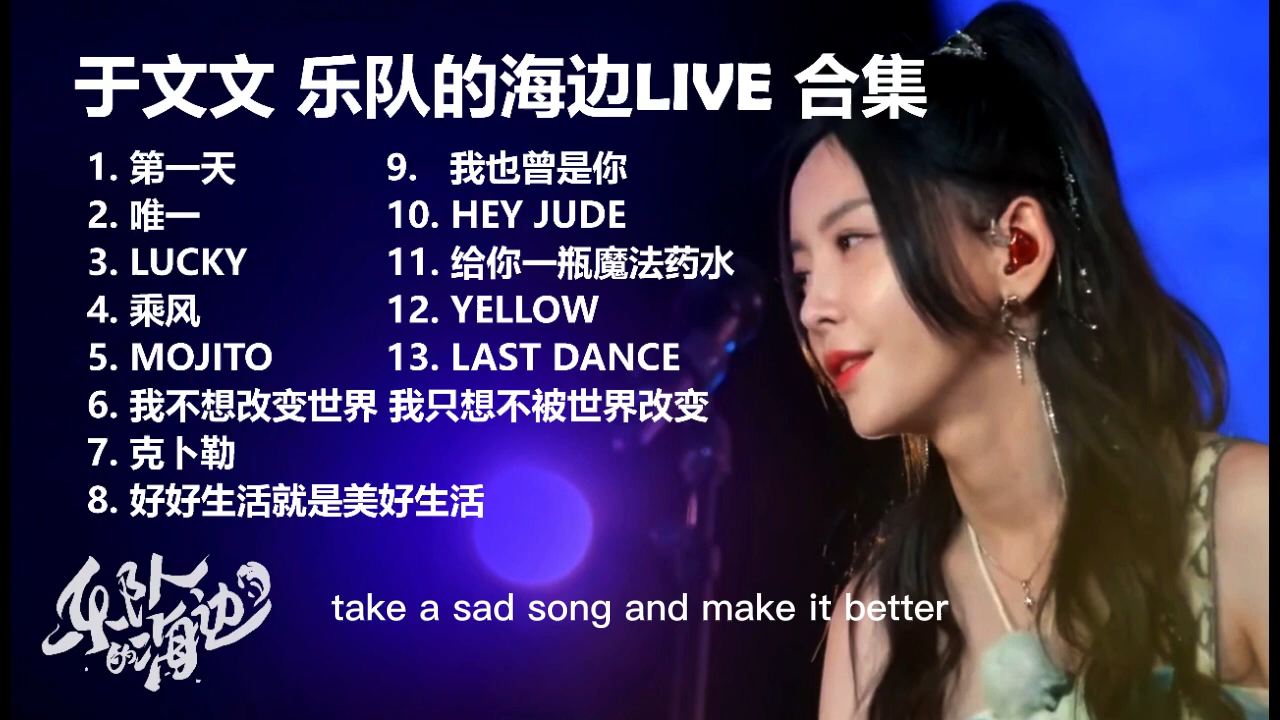 于文文 乐队的海边LIVE 合集
1. 第一天
2. 唯一
3. LUCKY
4. 乘风
5. MOJITO
6. 我不想改变世界 我只想不被世界改变
7. 克卜勒
8. 好好生活就是美好生活
9. 我也曾是你
10. HEY JUDE
11. 给你一瓶魔法药水
12. YELLOW
13. LAST DANCE
乐队的海边
take a sad song and make it better